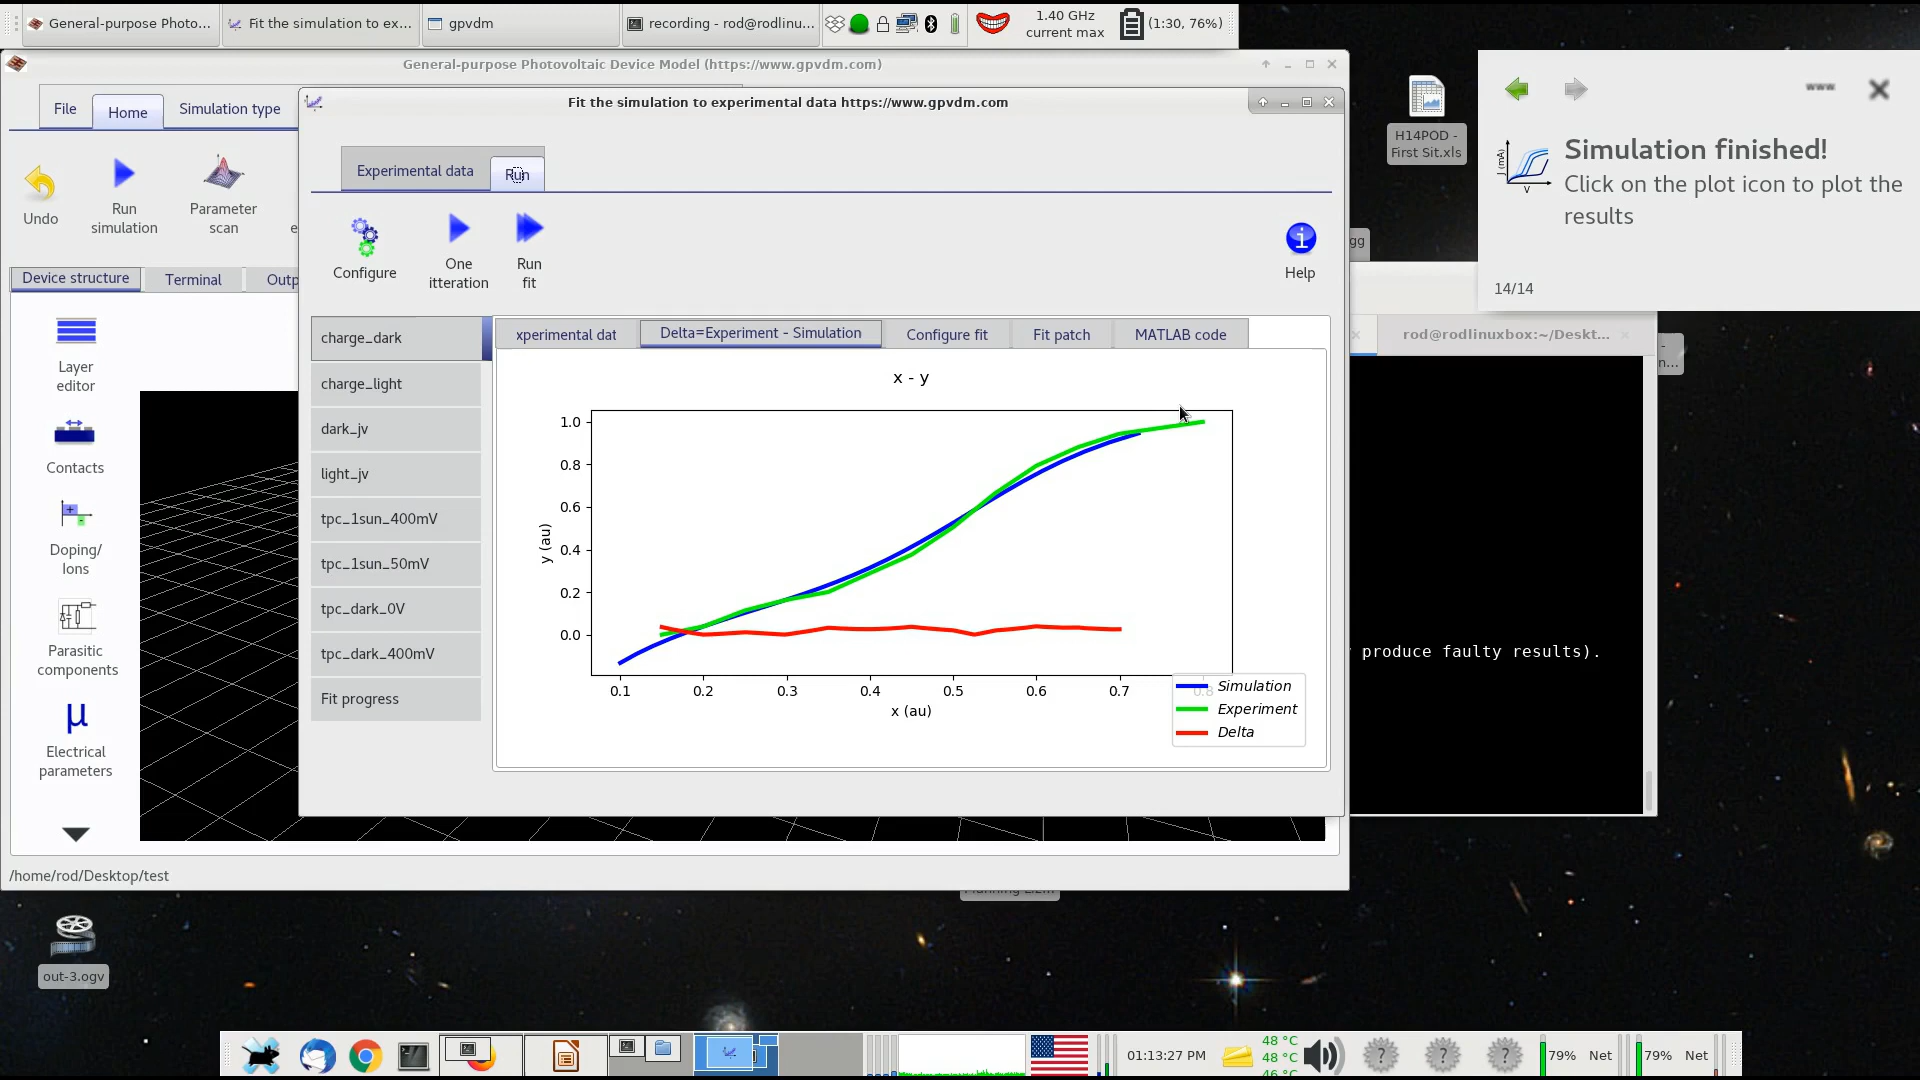 General-purpose Photo...
Fit the simulation to ex...
gpvdm
recording - rod@rodlinu...
1.40 GHz
current max
(1:30, 76%)
General-purpose Photovoltaic Device Model (https://www.gpvdm.com)
File
Home
Simulation type
Fit the simulation to experimental data https://www.gpvdm.com
Undo
Run
simulation
Parameter
scan
e
Experimental data
Run
Configure
One
itteration
Run
fit
Help
Device structure
Terminal
Outp
Layer
editor
Contacts
Doping/
Ions
Parasitic
components
µ
Electrical
parameters
charge_dark
charge_light
dark_jv
light_jv
tpc_1sun_400mV
tpc_1sun_50mV
tpc_dark_0V
tpc_dark_400mV
Fit progress
xperimental dat
Delta=Experiment - Simulation
Configure fit
Fit patch
MATLAB code
x - y
1.0
0.8
0.6
0.4
0.2
0.0
y (au)
0.1 0.2 0.3 0.4 0.5 0.6 0.7 0.8
x (au)
Simulation
Experiment
Delta
/home/rod/Desktop/test
H14POD -
First Sit.xls
gg
www
J (mA)
V
Simulation finished!
Click on the plot icon to plot the
results
14/14
rod@rodlinuxbox:~/Deskt...
n...
produce faulty results).
out-3.ogv
01:13:27 PM
48 °C
48 °C
46 °C
79% Net
79% Net